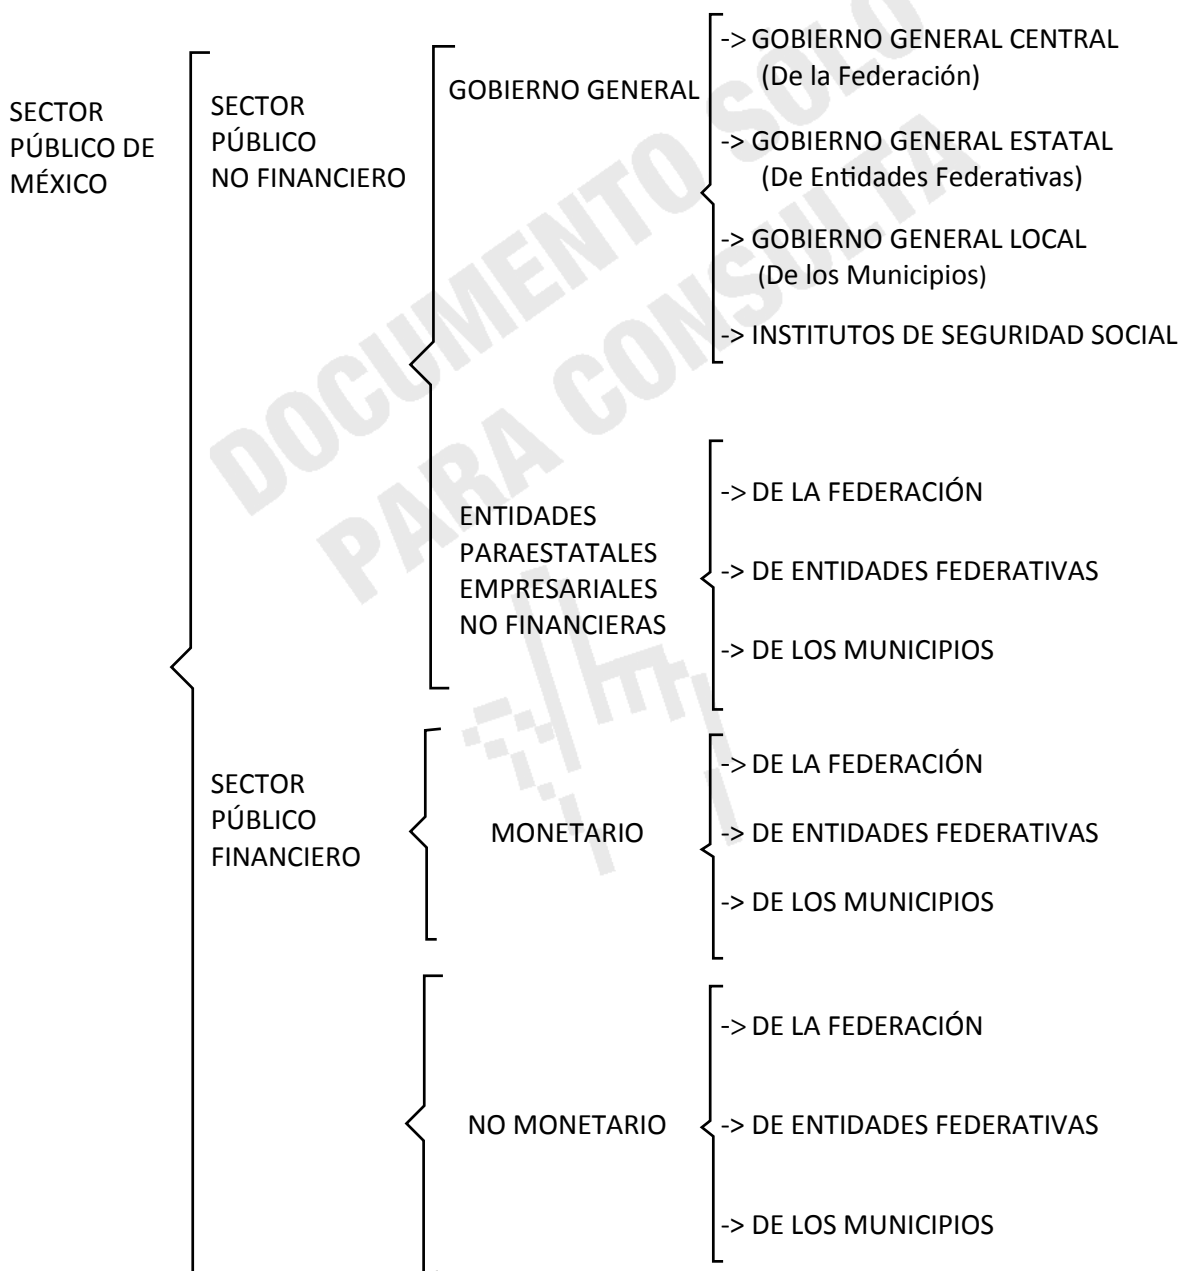 SECTOR
PÚBLICO DE
MÉXICO
SECTOR
PÚBLICO
NO FINANCIERO
GOBIERNO GENERAL
-> GOBIERNO GENERAL CENTRAL
(De la Federación)
-> GOBIERNO GENERAL ESTATAL
(De Entidades Federativas)
-> GOBIERNO GENERAL LOCAL
(De los Municipios)
-> INSTITUTOS DE SEGURIDAD SOCIAL
ENTIDADES
PARAESTATALES
EMPRESARIALES
NO FINANCIERAS
-> DE LA FEDERACIÓN
-> DE ENTIDADES FEDERATIVAS
-> DE LOS MUNICIPIOS
SECTOR
PÚBLICO
FINANCIERO
MONETARIO
-> DE LA FEDERACIÓN
-> DE ENTIDADES FEDERATIVAS
-> DE LOS MUNICIPIOS
NO MONETARIO
-> DE LA FEDERACIÓN
-> DE ENTIDADES FEDERATIVAS
-> DE LOS MUNICIPIOS
DOCUMENTO SOLO
PARA CONSULTA